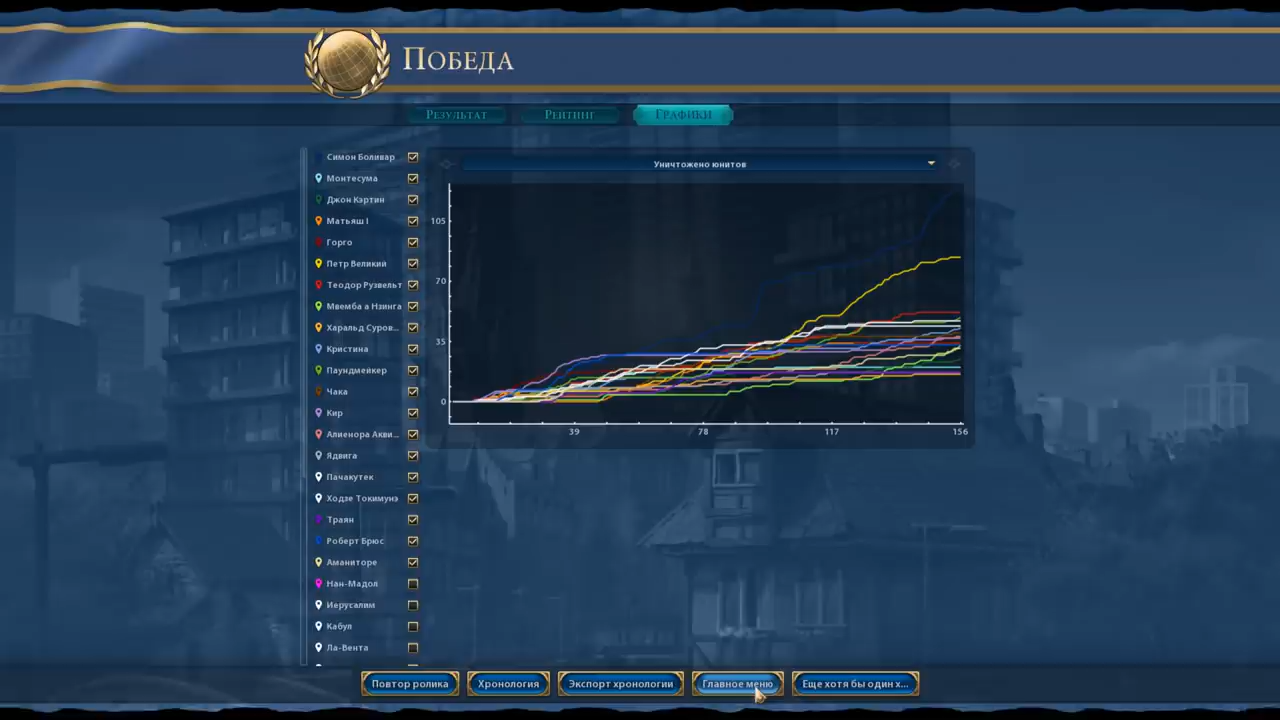 Победа
Результат
Рейтинг
Графики
Симон Боливар
Монтесума
Джон Кэртин
Матьяш I
Горго
Петр Великий
Теодор Рузвельт
Мвемба а Нзинга
Харальд Суров...
Кристина
Паундмейкер
Чака
Кир
Алиенора Акви...
Ядвига
Пачакутек
Ходзе Токимунэ
Траян
Роберт Брюс
Аманиторе
Нан-Мадол
Иерусалим
Кабул
Ла-Вента
Уничтожено юнитов
105
70
35
0
39
78
117
156
Повтор ролика
Хронология
Экспорт хронологии
Главное меню
Еще хотя бы один х...